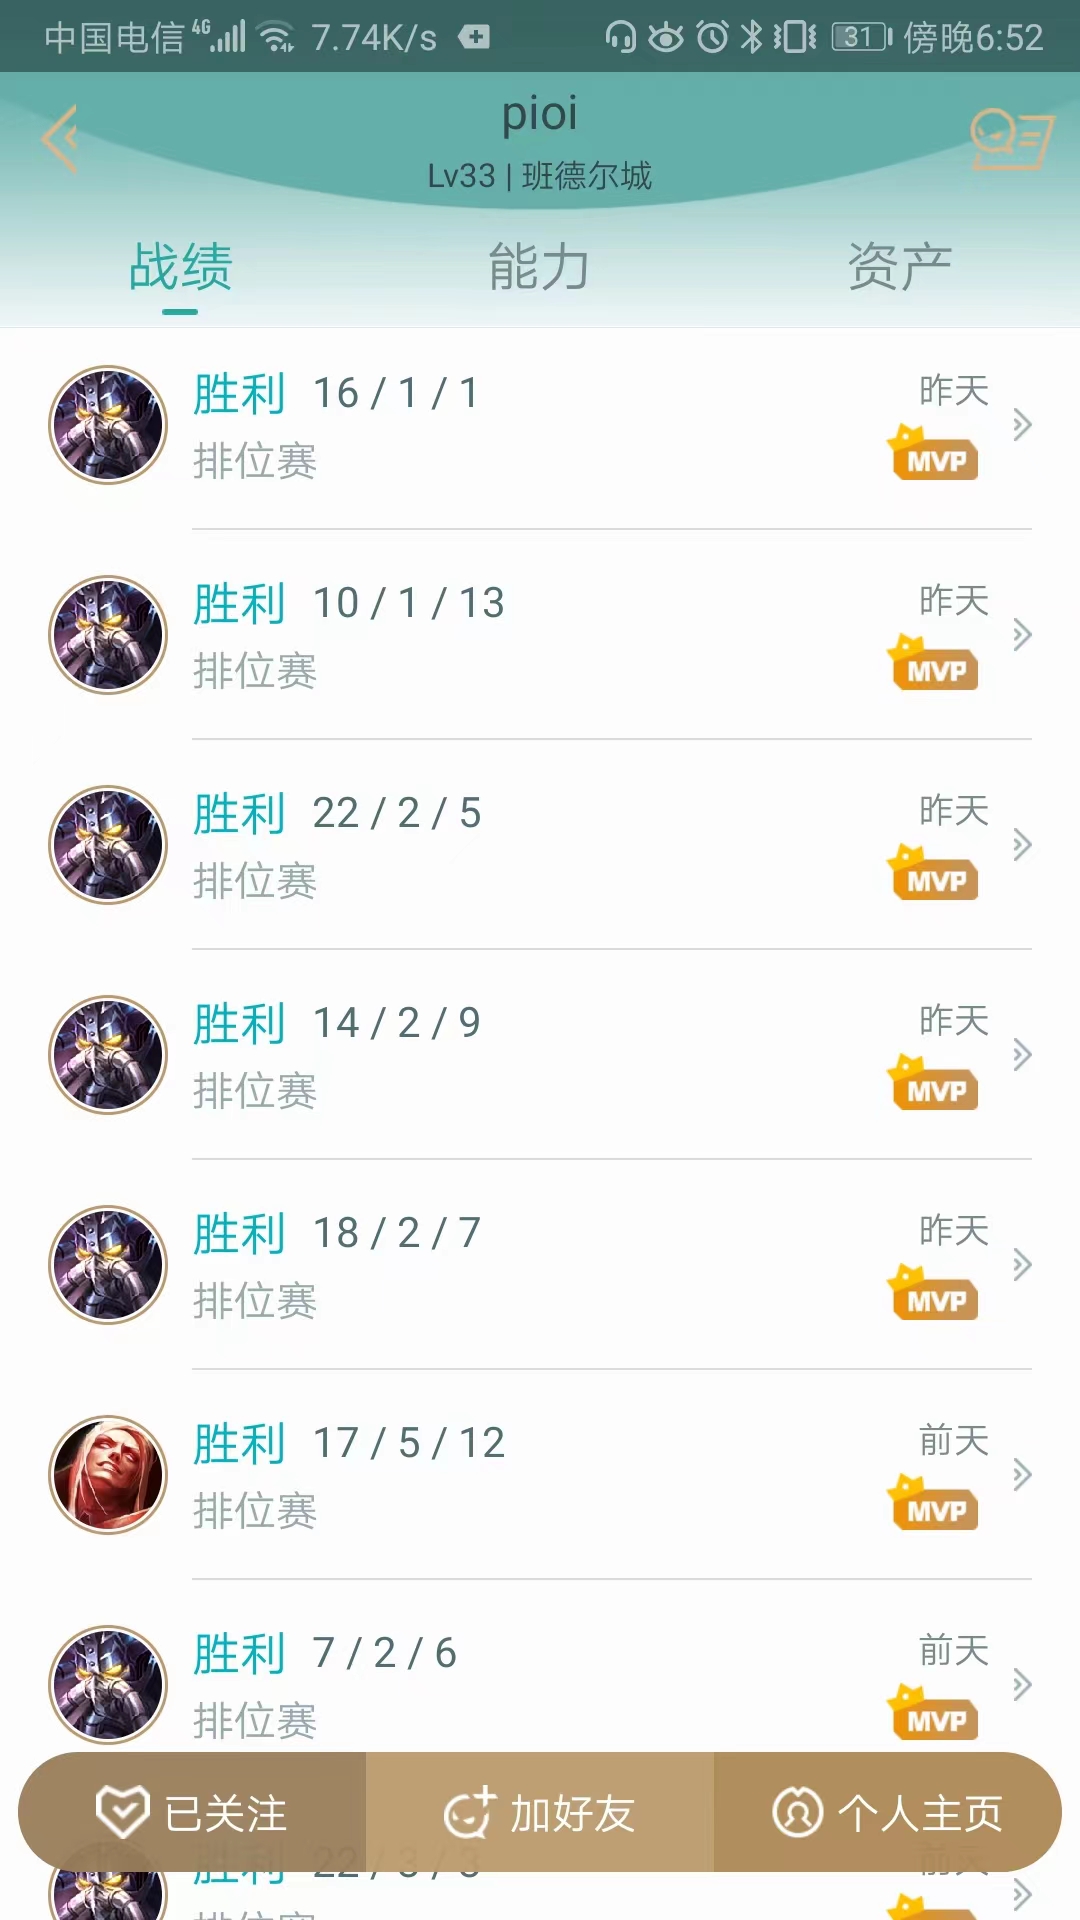 中国电信 4G 7.74K/s 31 傍晚6:52
pioi
Lv33 | 班德尔城
战绩 能力 资产
胜利 16 / 1 / 1 昨天
排位赛 MVP
胜利 10 / 1 / 13 昨天
排位赛 MVP
胜利 22 / 2 / 5 昨天
排位赛 MVP
胜利 14 / 2 / 9 昨天
排位赛 MVP
胜利 18 / 2 / 7 昨天
排位赛 MVP
胜利 17 / 5 / 12 前天
排位赛 MVP
胜利 7 / 2 / 6 前天
排位赛 MVP
已关注 加好友 个人主页
胜利 22 / 3 / 3 前天
排位赛